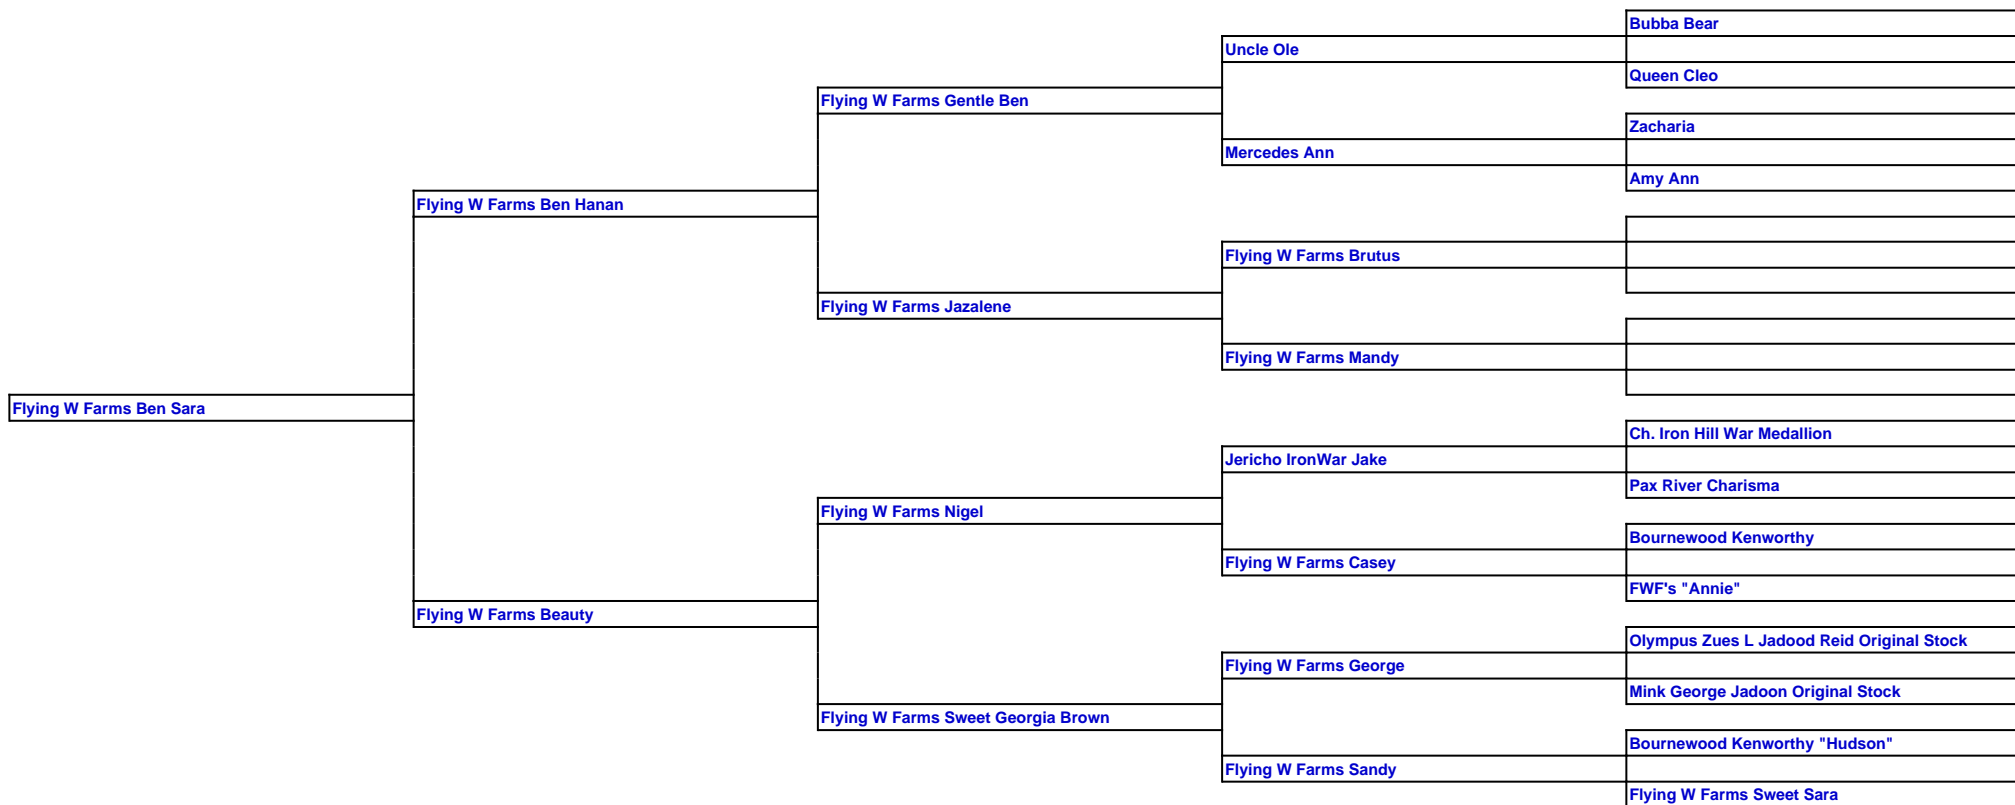 Bubba Bear
Uncle Ole
Queen Cleo
Flying W Farms Gentle Ben
Zacharia
Mercedes Ann
Amy Ann
Flying W Farms Ben Hanan
Flying W Farms Brutus
Flying W Farms Jazalene
Flying W Farms Mandy
Flying W Farms Ben Sara
Ch. Iron Hill War Medallion
Jericho IronWar Jake
Pax River Charisma
Flying W Farms Nigel
Bournewood Kenworthy
Flying W Farms Casey
FWF's "Annie"
Flying W Farms Beauty
Olympus Zues L Jadood Reid Original Stock
Flying W Farms George
Mink George Jadoon Original Stock
Flying W Farms Sweet Georgia Brown
Bournewood Kenworthy "Hudson"
Flying W Farms Sandy
Flying W Farms Sweet Sara